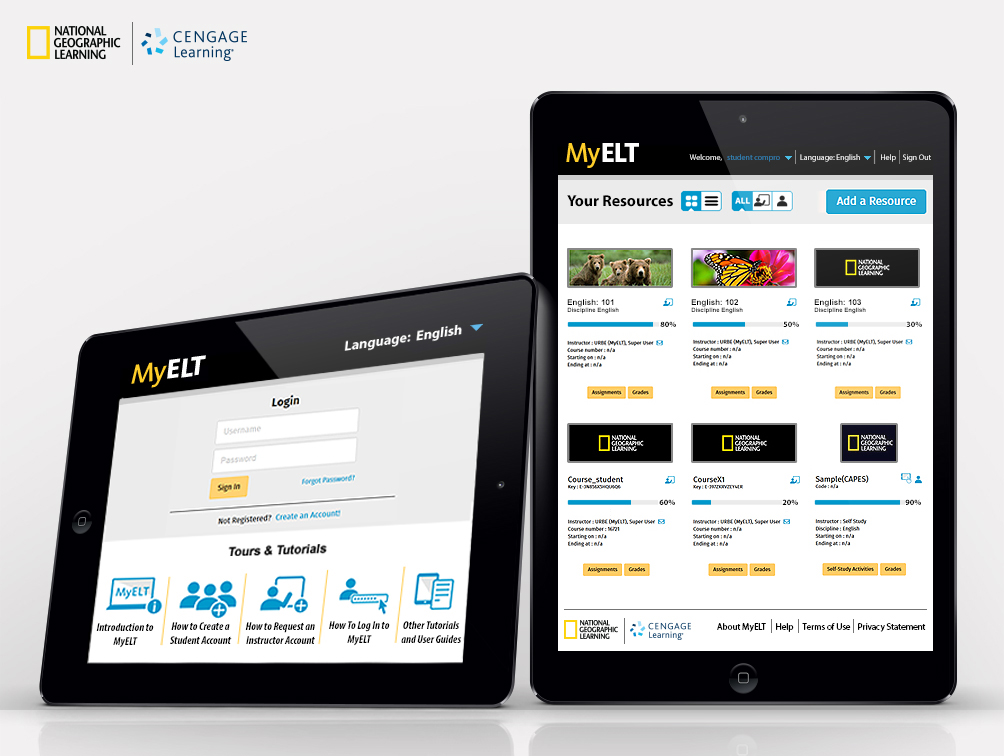 NATIONAL
GEOGRAPHIC
LEARNING
CENGAGE
Learning
MyELT
Language: English
Login
Username
Password
Sign In
Forgot Password?
Not Registered? Create an Account!
Tours & Tutorials
MyELT
Introduction to
MyELT
How to Create a
Student Account
How to Request an
Instructor Account
How To Log In to
MyELT
Other Tutorials
and User Guides
MyELT
Welcome, student compro
Language: English
Help
Sign Out
Your Resources
ALL
Add a Resource
English: 101
Discipline English
80%
Instructor : URBE (MyELT), Super User
Course number : n/a
Starting on : n/a
Ending at : n/a
Assignments
Grades
English: 102
Discipline English
50%
Instructor : URBE (MyELT), Super User
Course number : n/a
Starting on : n/a
Ending at : n/a
Assignments
Grades
NATIONAL
GEOGRAPHIC
LEARNING
English: 103
Discipline English
30%
Instructor : URBE (MyELT), Super User
Course number : n/a
Starting on : n/a
Ending at : n/a
Assignments
Grades
NATIONAL
GEOGRAPHIC
LEARNING
Course_student
Key :
60%
Instructor : URBE (MyELT), Super User
Course number : 16721
Starting on : n/a
Ending at : n/a
Assignments
Grades
NATIONAL
GEOGRAPHIC
LEARNING
CourseX1
Key :
20%
Instructor : URBE (MyELT), Super User
Course number : n/a
Starting on : n/a
Ending at : n/a
Assignments
Grades
NATIONAL
GEOGRAPHIC
LEARNING
Sample(CAPES)
Code : n/a
90%
Instructor : Self Study
Discipline : English
Starting on : n/a
Ending at : n/a
Self-Study Activities
Grades
NATIONAL
GEOGRAPHIC
LEARNING
CENGAGE
Learning
About MyELT
Help
Terms of Use
Privacy Statement